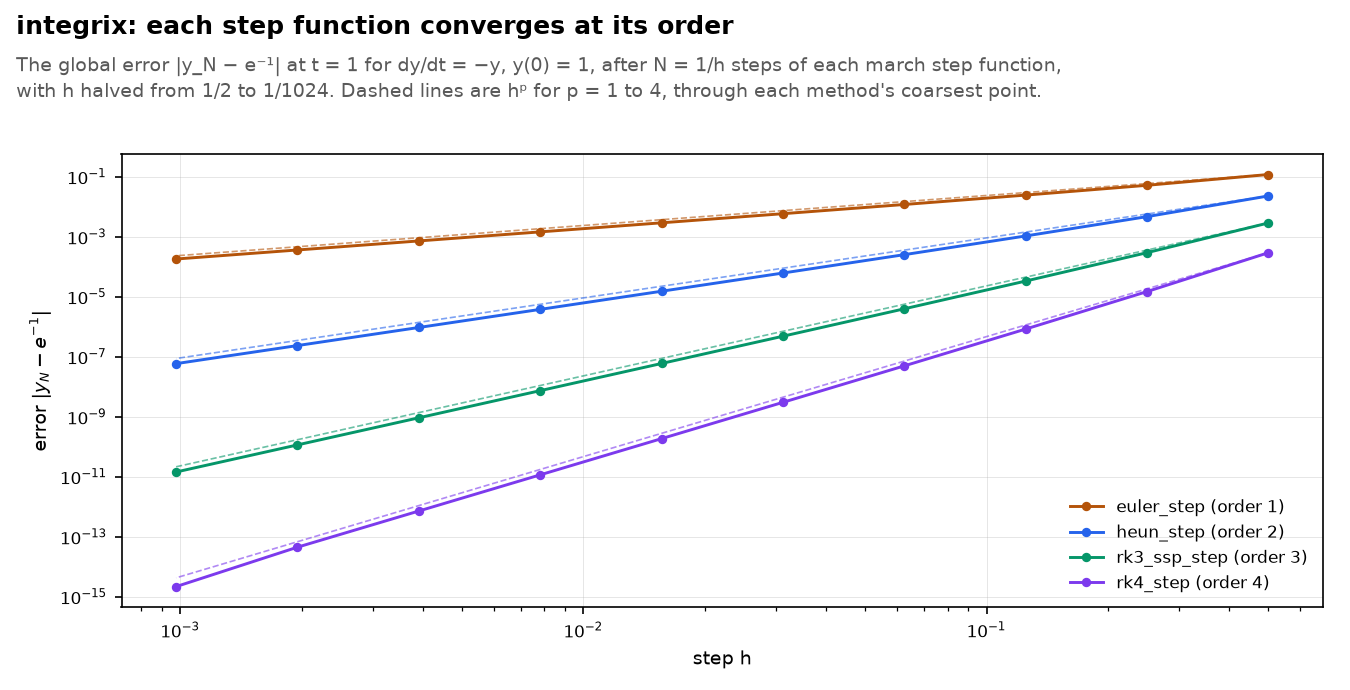 integrix: each step function converges at its order
The global error |y_N − e⁻¹| at t = 1 for dy/dt = −y, y(0) = 1, after N = 1/h steps of each march step function,
with h halved from 1/2 to 1/1024. Dashed lines are hᵖ for p = 1 to 4, through each method's coarsest point.
error |y_N − e⁻¹|
10⁻¹
10⁻³
10⁻⁵
10⁻⁷
10⁻⁹
10⁻¹¹
10⁻¹³
10⁻¹⁵
euler_step (order 1)
heun_step (order 2)
rk3_ssp_step (order 3)
rk4_step (order 4)
10⁻³
10⁻²
10⁻¹
step h